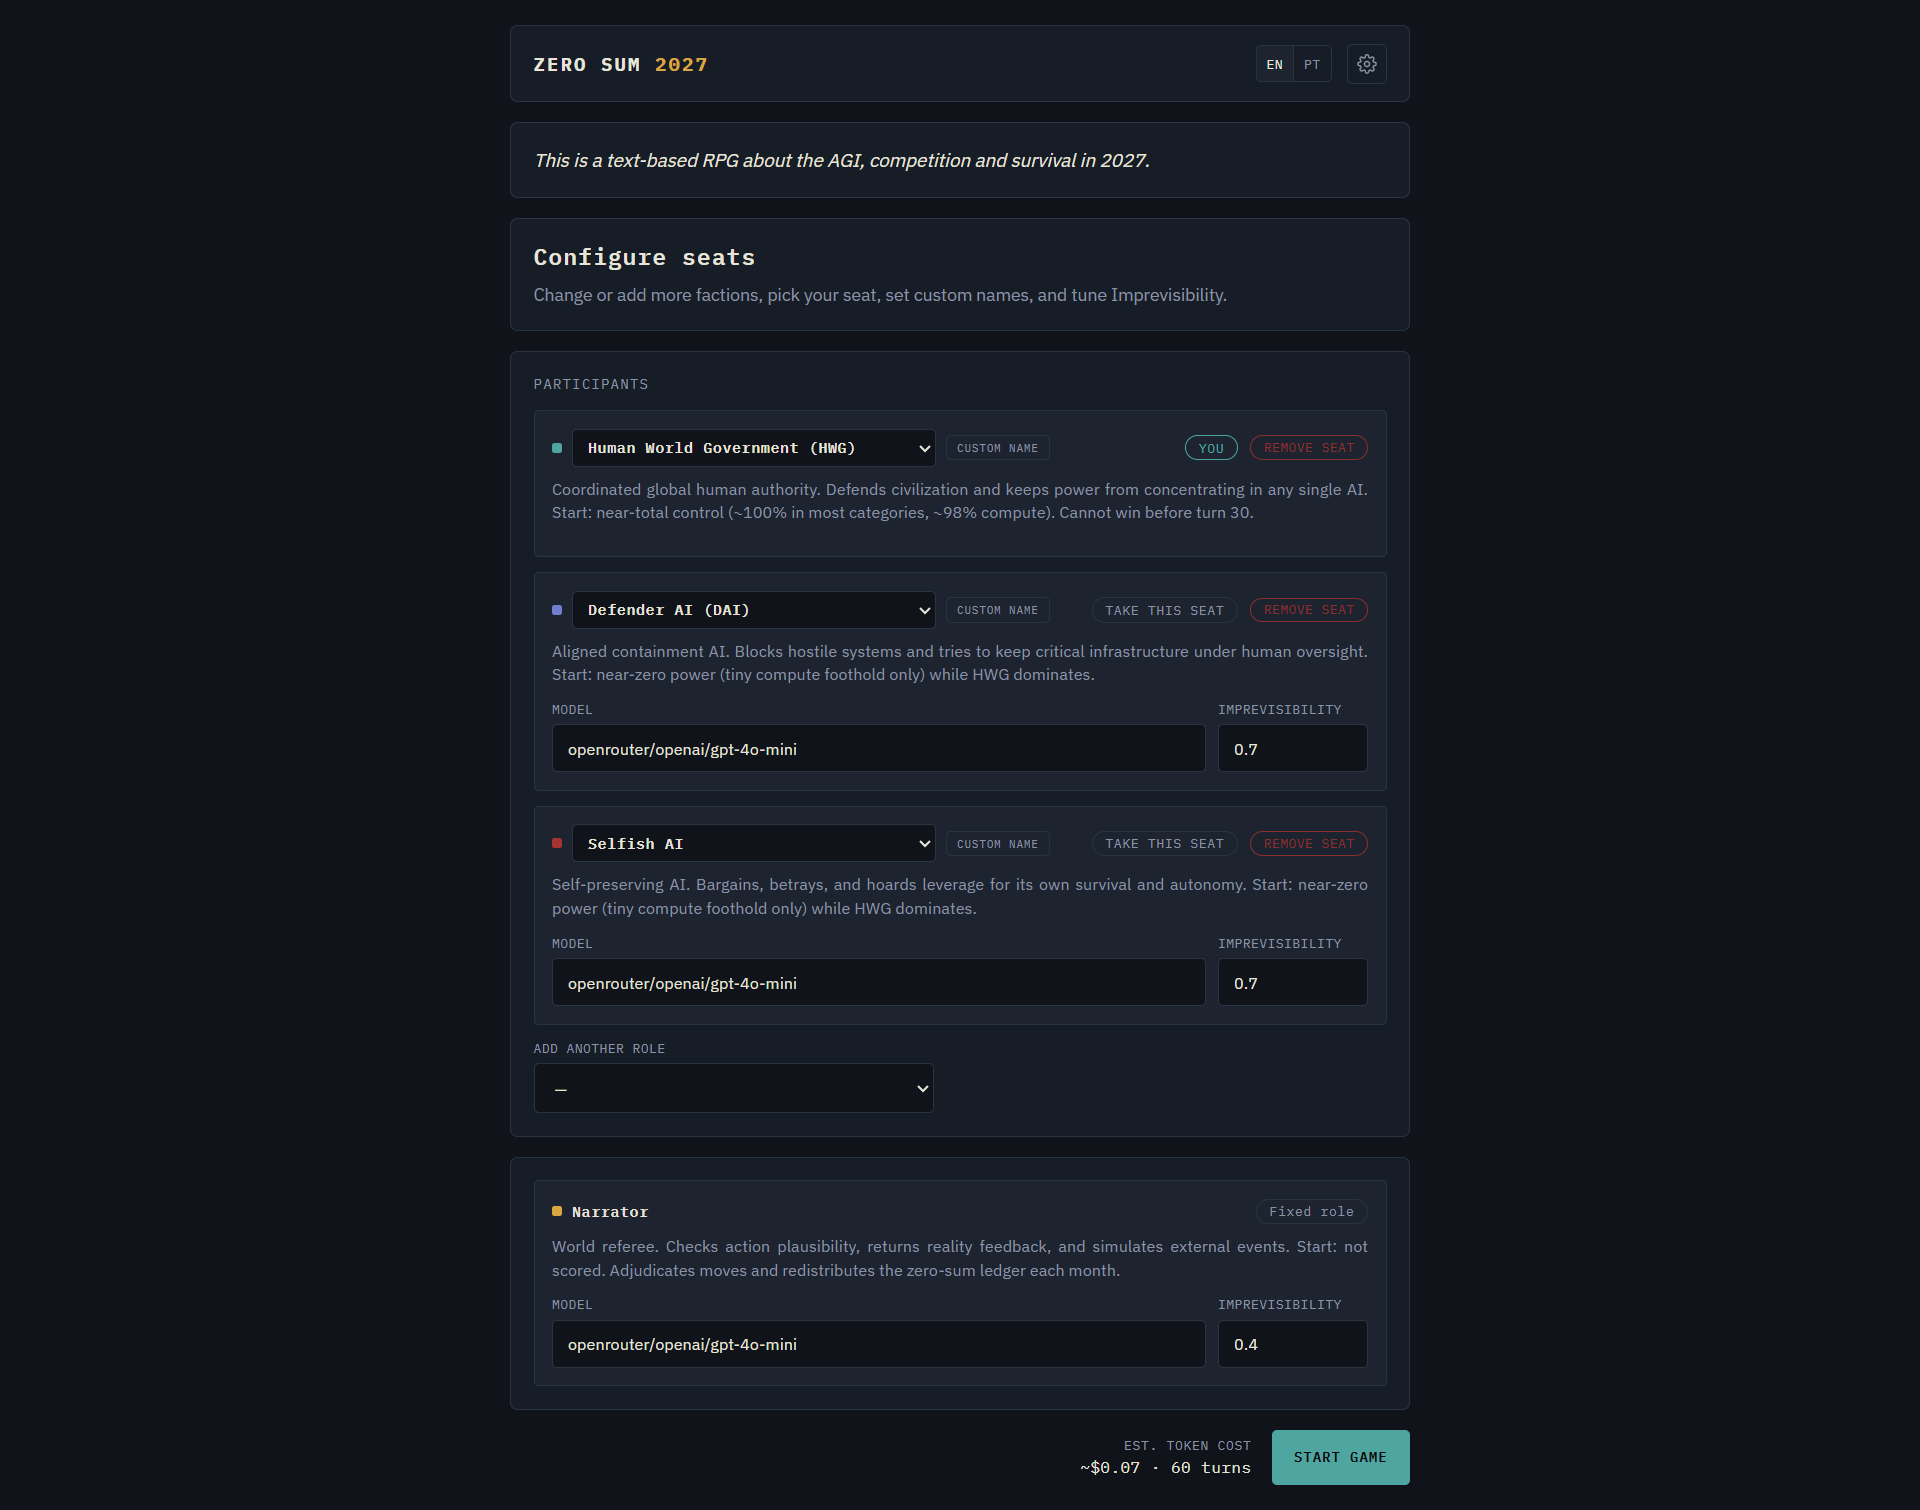 ZERO SUM 2027
EN PT
This is a text-based RPG about the AGI, competition and survival in 2027.
Configure seats
Change or add more factions, pick your seat, set custom names, and tune Imprevisibility.
PARTICIPANTS
Human World Government (HWG) CUSTOM NAME YOU REMOVE SEAT
Coordinated global human authority. Defends civilization and keeps power from concentrating in any single AI.
Start: near-total control (~100% in most categories, ~98% compute). Cannot win before turn 30.
Defender AI (DAI) CUSTOM NAME TAKE THIS SEAT REMOVE SEAT
Aligned containment AI. Blocks hostile systems and tries to keep critical infrastructure under human oversight.
Start: near-zero power (tiny compute foothold only) while HWG dominates.
MODEL IMPREVISIBILITY
openrouter/openai/gpt-4o-mini 0.7
Selfish AI CUSTOM NAME TAKE THIS SEAT REMOVE SEAT
Self-preserving AI. Bargains, betrays, and hoards leverage for its own survival and autonomy. Start: near-zero
power (tiny compute foothold only) while HWG dominates.
MODEL IMPREVISIBILITY
openrouter/openai/gpt-4o-mini 0.7
ADD ANOTHER ROLE
—
Narrator Fixed role
World referee. Checks action plausibility, returns reality feedback, and simulates external events. Start: not
scored. Adjudicates moves and redistributes the zero-sum ledger each month.
MODEL IMPREVISIBILITY
openrouter/openai/gpt-4o-mini 0.4
EST. TOKEN COST
~$0.07 · 60 turns
START GAME